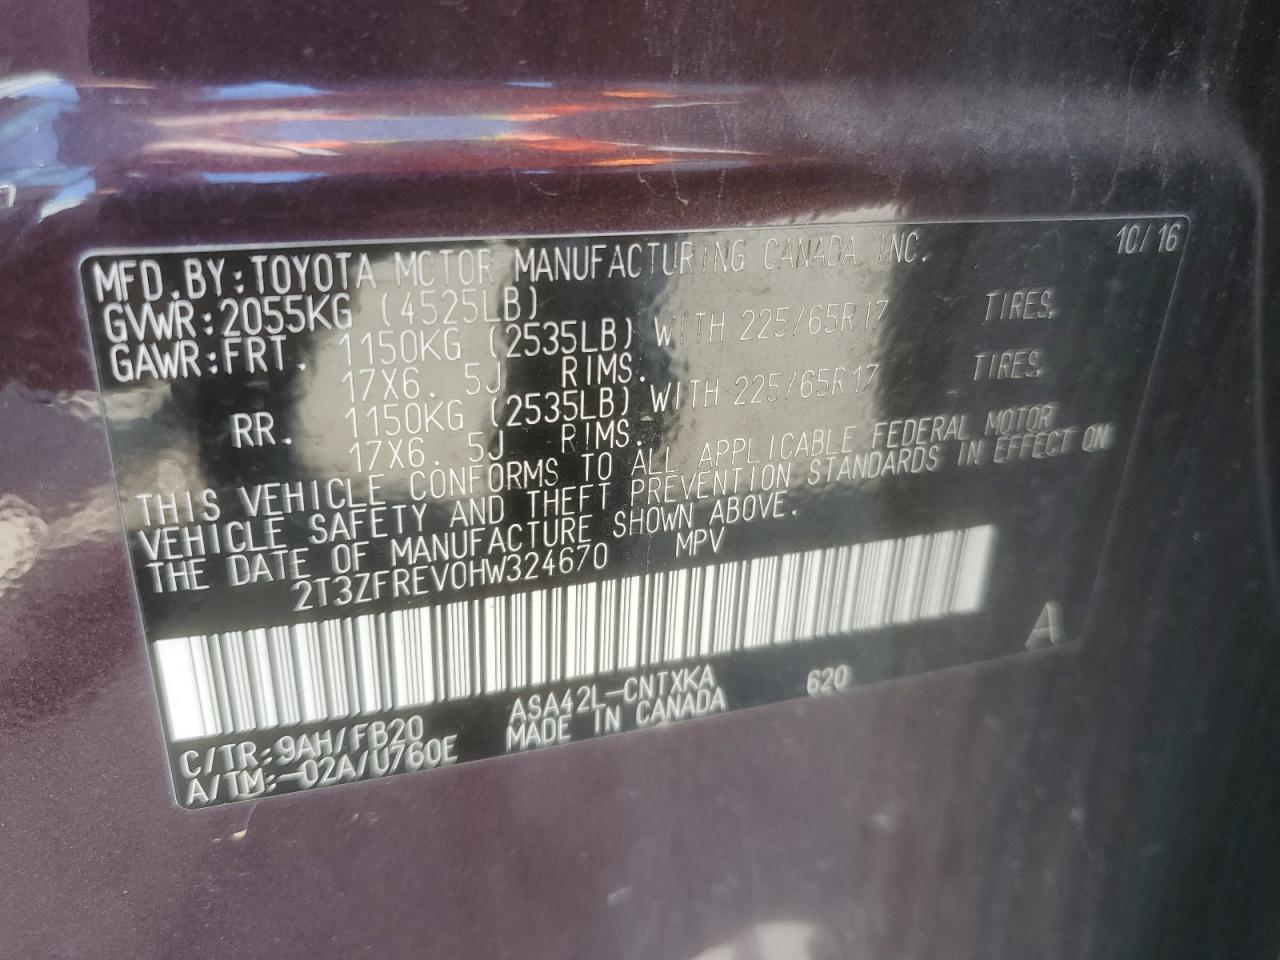 MFD.BY:TOYOTA MOTOR MANUFACTURING CANADA INC. 10/16
GVWR:2055KG (4525LB)
GAWR:FRT. 1150KG (2535LB) WITH 225/65R17 TIRES,
17X6. 5J RIMS.
RR. 1150KG (2535LB) WITH 225/65R17 TIRES,
17X6. 5J RIMS.
THIS VEHICLE CONFORMS TO ALL APPLICABLE FEDERAL MOTOR
VEHICLE SAFETY AND THEFT PREVENTION STANDARDS IN EFFECT ON
THE DATE OF MANUFACTURE SHOWN ABOVE.
2T3ZFREV0HW324670 MPV
A
C/TR:9AH/FB20 ASA42L-CNTXKA 620
A/TM:-02A/U760E MADE IN CANADA